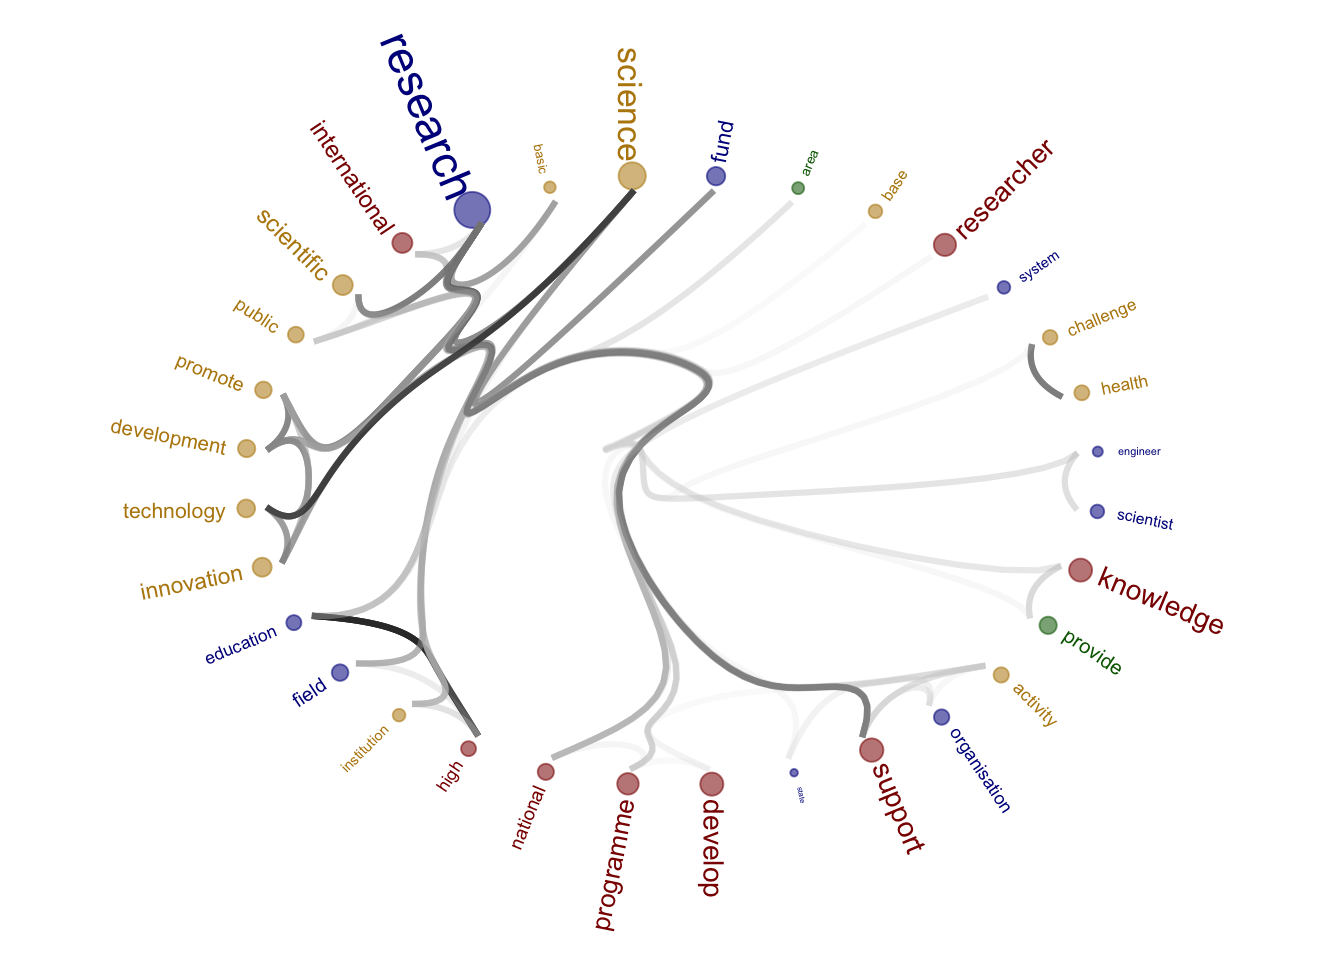 research
science
international
basic
fund
area
base
researcher
scientific
system
public
challenge
promote
health
development
engineer
technology
scientist
innovation
knowledge
education
provide
field
activity
institution
organisation
high
support
national
programme
develop
state